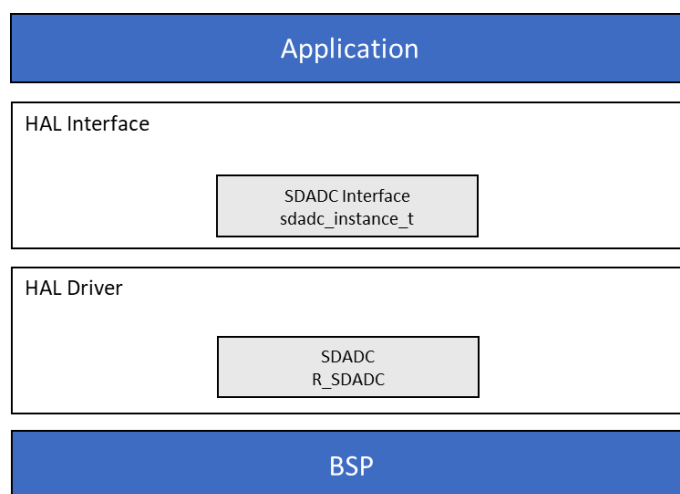 Application
HAL Interface
SDADC Interface
sdadc_instance_t
HAL Driver
SDADC
R_SDADC
BSP